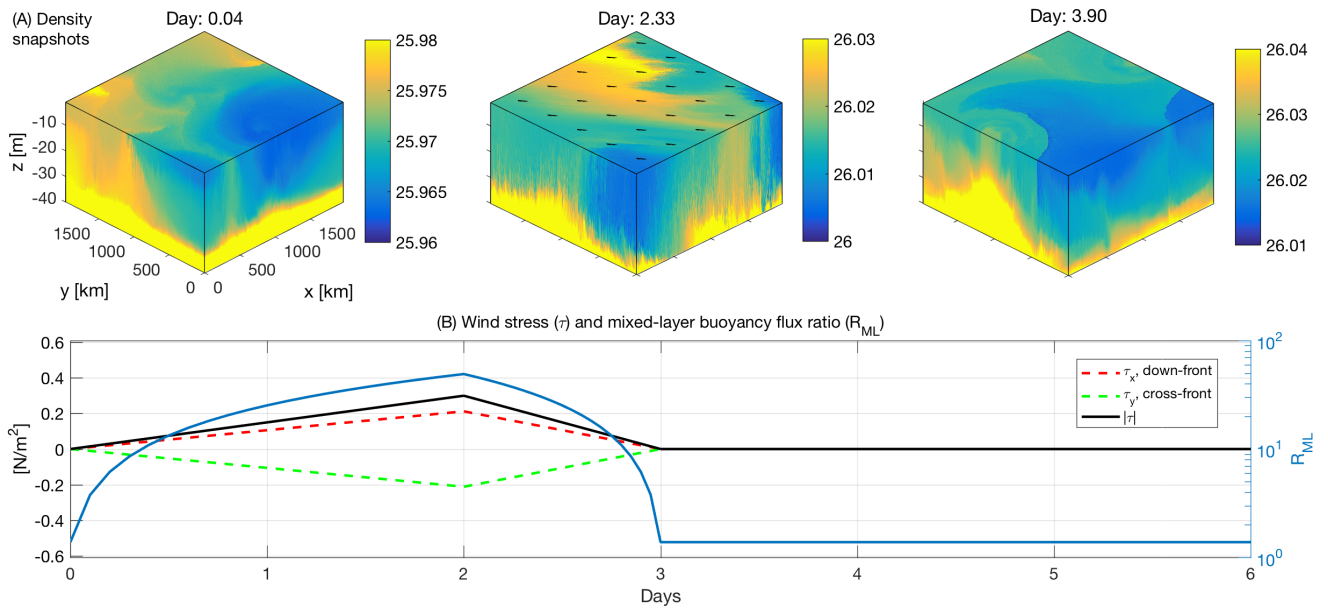 (A) Density
snapshots
Day: 0.04
Day: 2.33
Day: 3.90
25.98
25.975
25.97
25.965
25.96
26.03
26.02
26.01
26
26.04
26.03
26.02
26.01
z [m]
-10
-20
-30
-40
1500
1000
500
0
y [km]
0
500
1000
1500
x [km]
(B) Wind stress (τ) and mixed-layer buoyancy flux ratio (R_ML)
[N/m²]
0.6
0.4
0.2
0
-0.2
-0.4
-0.6
τ_x, down-front
τ_y, cross-front
|τ|
10²
10¹
10⁰
R_ML
0 1 2 3 4 5 6
Days